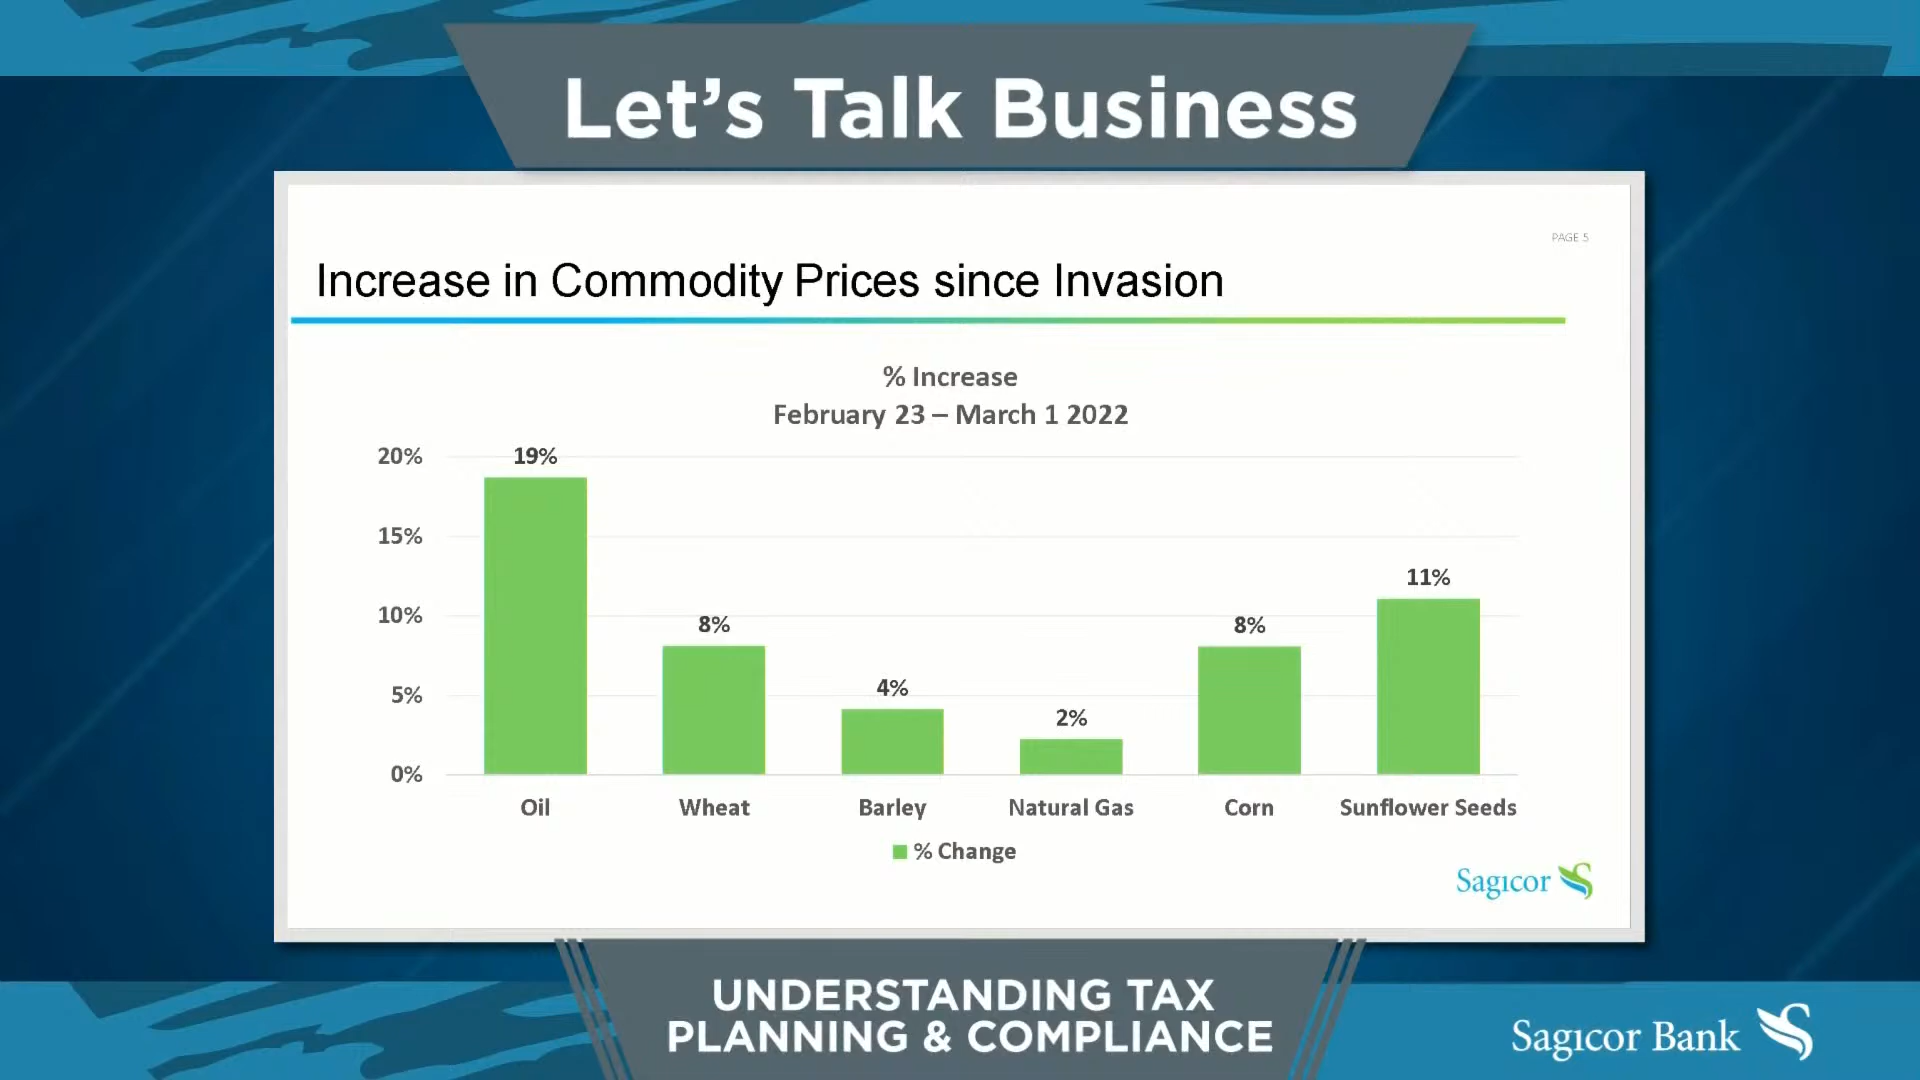 Let's Talk Business
PAGE 5
Increase in Commodity Prices since Invasion
% Increase
February 23 – March 1 2022
20%
15%
10%
5%
0%
19%
8%
4%
2%
8%
11%
Oil
Wheat
Barley
Natural Gas
Corn
Sunflower Seeds
% Change
Sagicor
UNDERSTANDING TAX
PLANNING & COMPLIANCE
Sagicor Bank